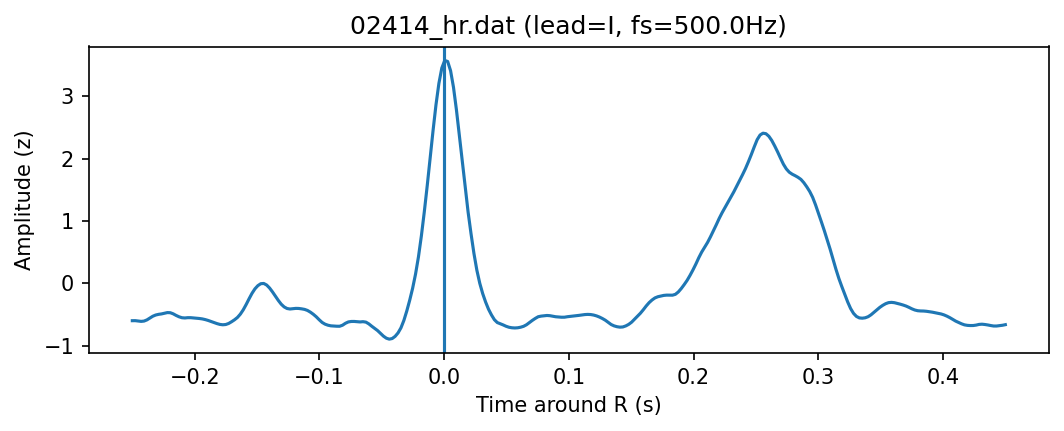 02414_hr.dat (lead=I, fs=500.0Hz)
Amplitude (z)
3
2
1
0
−1
−0.2 −0.1 0.0 0.1 0.2 0.3 0.4
Time around R (s)